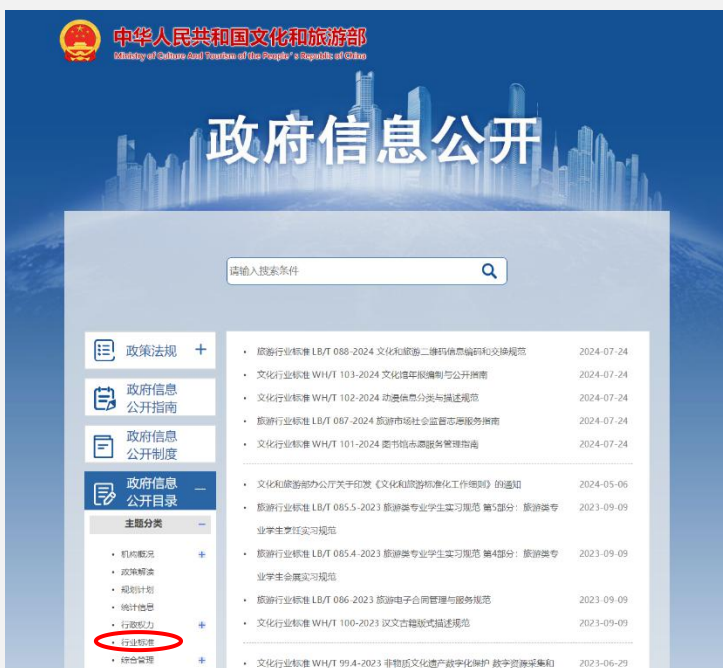 中华人民共和国文化和旅游部
Ministry of Culture And Tourism of the People's Republic of China
政府信息公开
请输入搜索条件
政策法规 +
政府信息
公开指南
政府信息
公开制度
政府信息
公开目录 −
主题分类 −
• 机构概况 +
• 政策解读
• 规划计划
• 统计信息
• 行政权力 +
• 行业标准
• 综合管理 +
• 旅游行业标准 LB/T 088-2024 文化和旅游二维码信息编码和交换规范 2024-07-24
• 文化行业标准 WH/T 103-2024 文化馆年报编制与公开指南 2024-07-24
• 文化行业标准 WH/T 102-2024 动漫信息分类与描述规范 2024-07-24
• 旅游行业标准 LB/T 087-2024 旅游市场社会监督志愿服务指南 2024-07-24
• 文化行业标准 WH/T 101-2024 图书馆志愿服务管理指南 2024-07-24
• 文化和旅游部办公厅关于印发《文化和旅游标准化工作细则》的通知 2024-05-06
• 旅游行业标准 LB/T 085.5-2023 旅游类专业学生实习规范 第5部分：旅游类专 2023-09-09
业学生烹饪实习规范
• 旅游行业标准 LB/T 085.4-2023 旅游类专业学生实习规范 第4部分：旅游类专 2023-09-09
业学生会展实习规范
• 旅游行业标准 LB/T 086-2023 旅游电子合同管理与服务规范 2023-09-09
• 文化行业标准 WH/T 100-2023 汉文古籍版式描述规范 2023-09-09
• 文化行业标准 WH/T 99.4-2023 非物质文化遗产数字化保护 数字资源采集和 2023-06-29